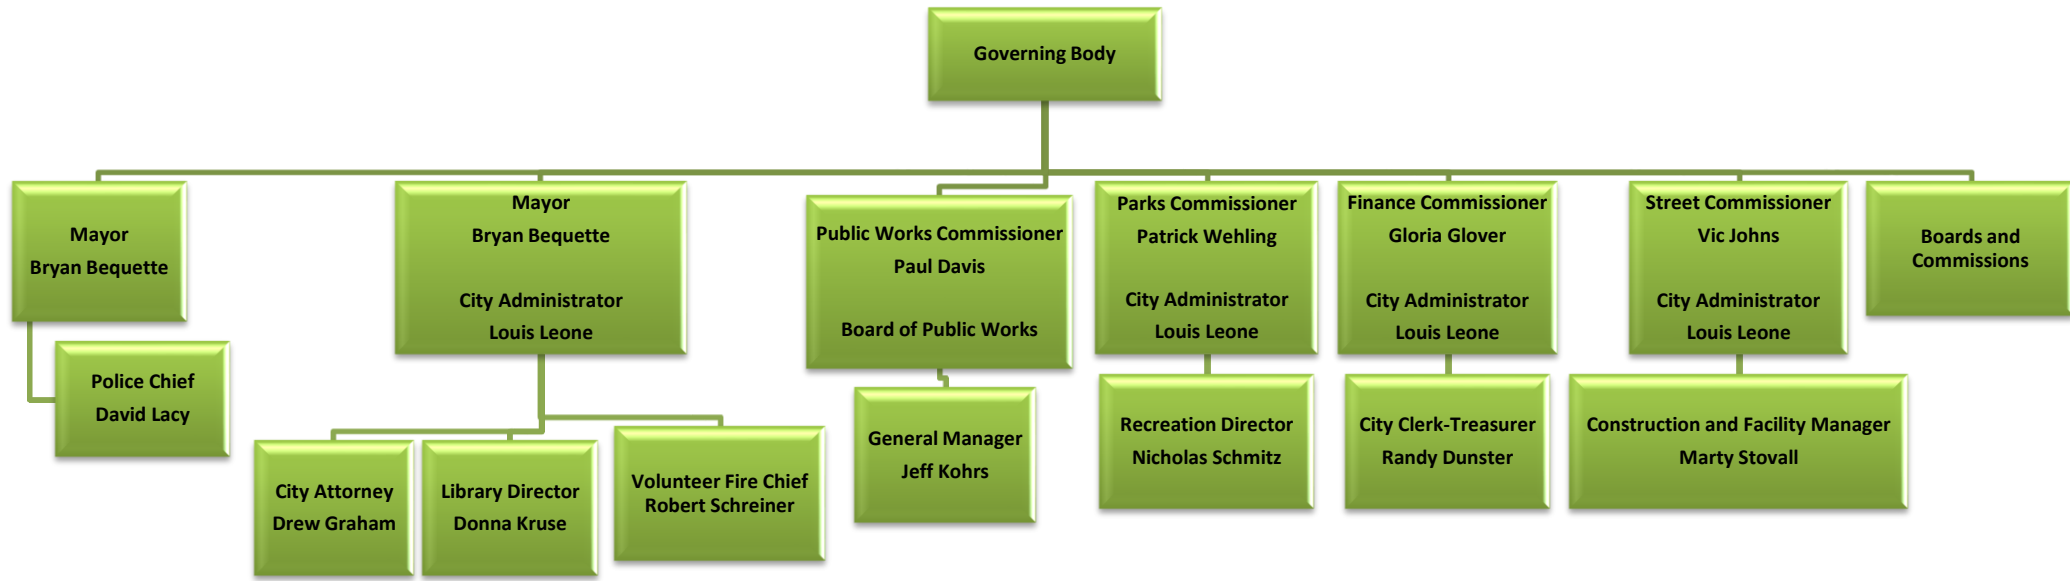 Governing Body
Mayor
Bryan Bequette
Police Chief
David Lacy
Mayor
Bryan Bequette
City Administrator
Louis Leone
City Attorney
Drew Graham
Library Director
Donna Kruse
Volunteer Fire Chief
Robert Schreiner
Public Works Commissioner
Paul Davis
Board of Public Works
General Manager
Jeff Kohrs
Parks Commissioner
Patrick Wehling
City Administrator
Louis Leone
Recreation Director
Nicholas Schmitz
Finance Commissioner
Gloria Glover
City Administrator
Louis Leone
City Clerk-Treasurer
Randy Dunster
Street Commissioner
Vic Johns
City Administrator
Louis Leone
Construction and Facility Manager
Marty Stovall
Boards and
Commissions